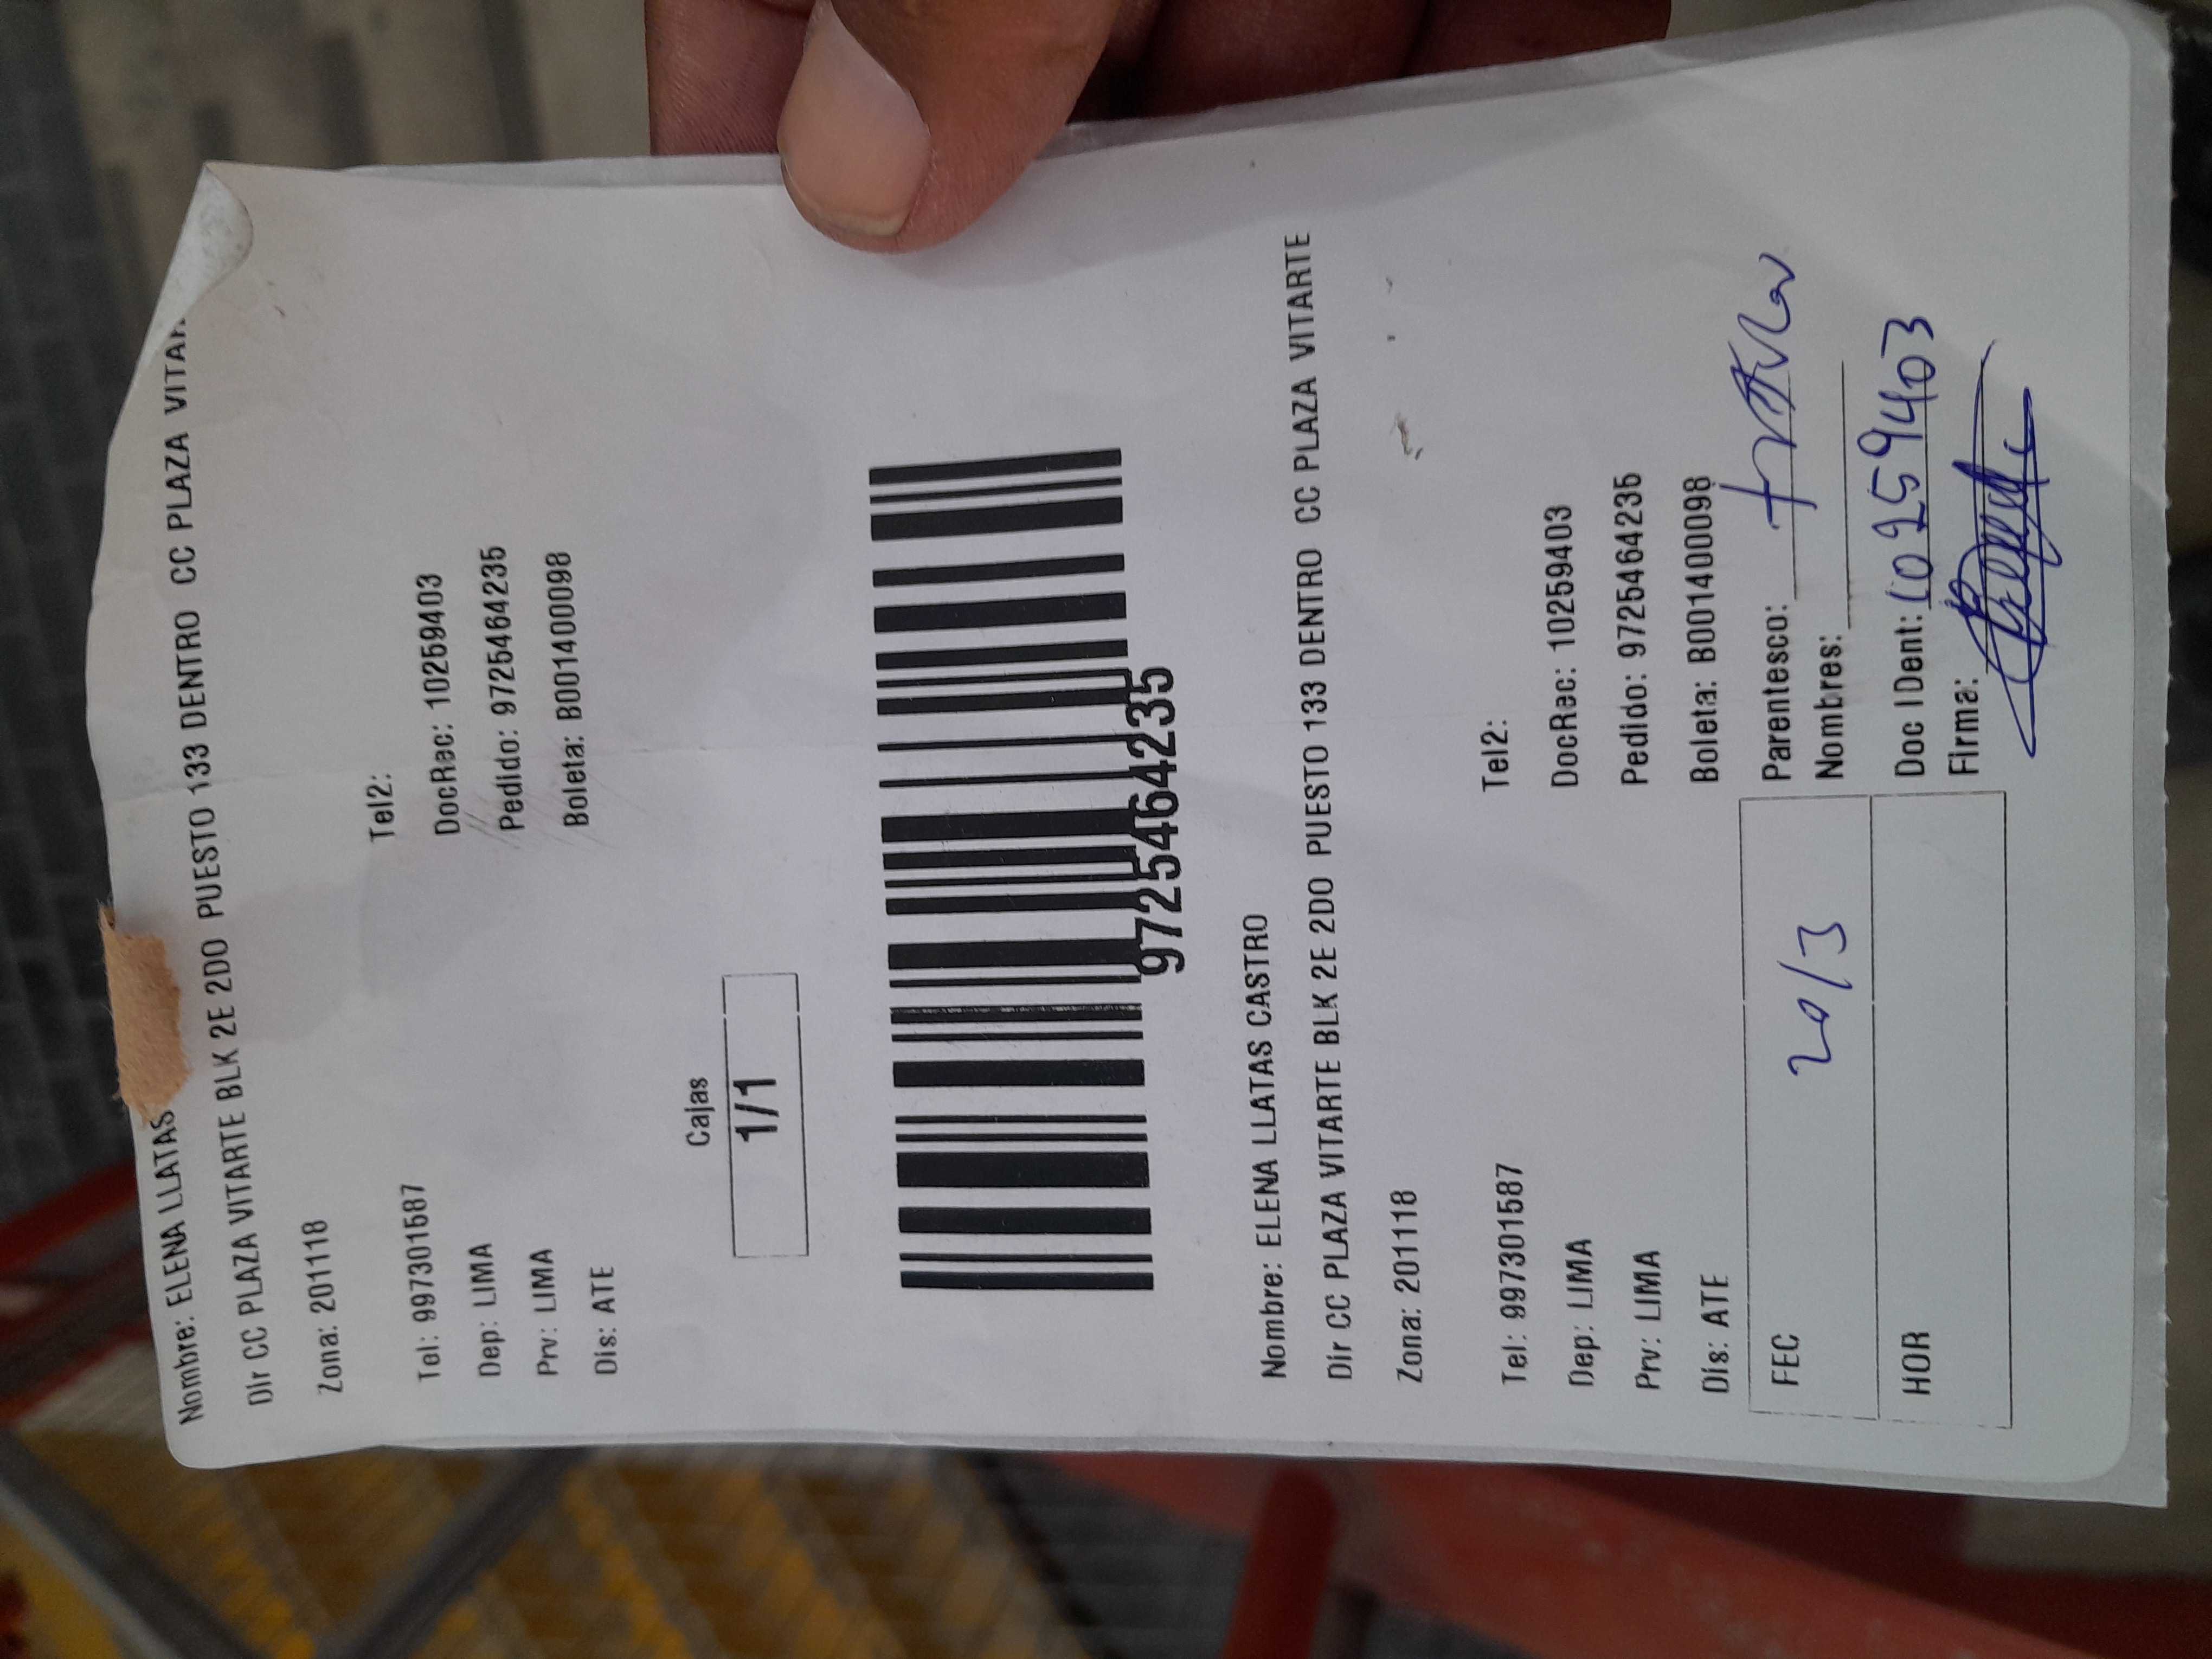 Nombre: ELENA LLATAS
Dir CC PLAZA VITARTE BLK 2E 2DO PUESTO 133 DENTRO CC PLAZA VITAR
Zona: 201118
Tel: 997301587 Tel2:
Dep: LIMA DocRec: 10259403
Prv: LIMA Pedido: 9725464235
Dis: ATE Boleta: B001400098
Cajas
1/1
9725464235
Nombre: ELENA LLATAS CASTRO
Dir CC PLAZA VITARTE BLK 2E 2DO PUESTO 133 DENTRO CC PLAZA VITARTE
Zona: 201118
Tel: 997301587 Tel2:
Dep: LIMA DocRec: 10259403
Prv: LIMA Pedido: 9725464235
Dis: ATE Boleta: B001400098
FEC 20/3 Parentesco:
Nombres:
HOR Doc IDent: 10259403
Firma: